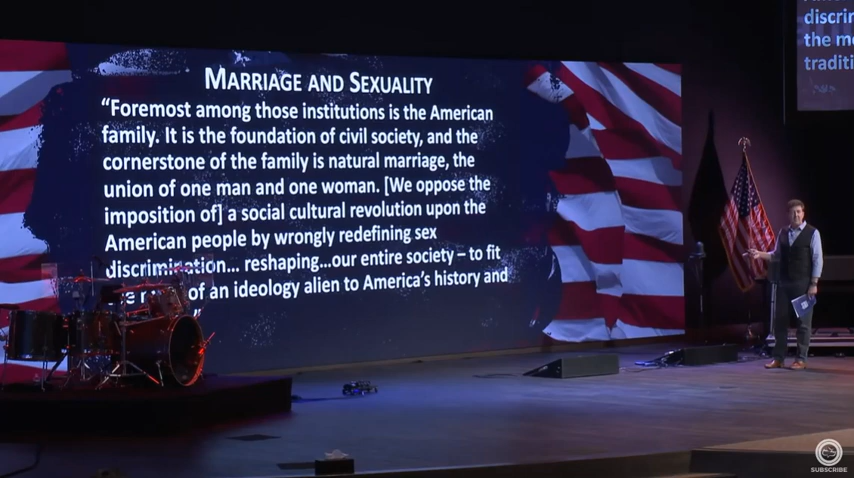 MARRIAGE AND SEXUALITY
“Foremost among those institutions is the American
family. It is the foundation of civil society, and the
cornerstone of the family is natural marriage, the
union of one man and one woman. [We oppose the
imposition of] a social cultural revolution upon the
American people by wrongly redefining sex
discrimination... reshaping...our entire society – to fit
of an ideology alien to America’s history and
”
the
SUBSCRIBE